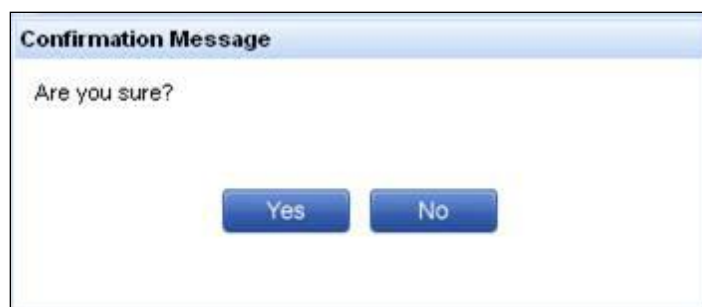 Confirmation Message
Are you sure?
Yes No